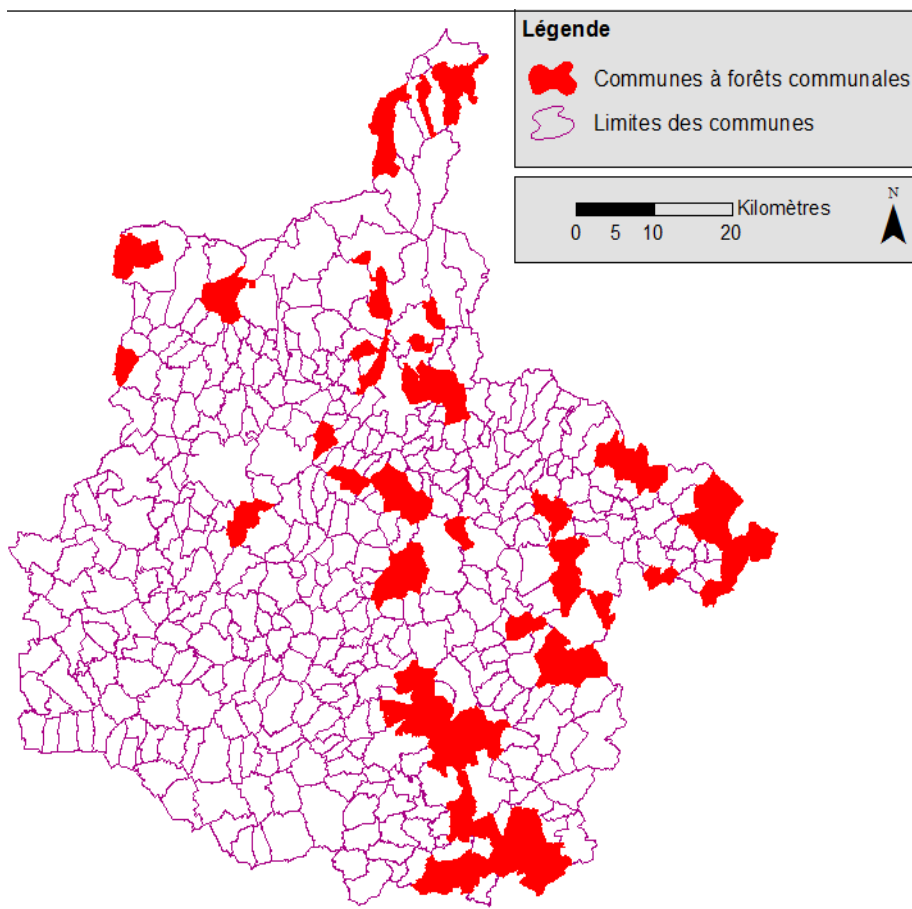 Légende
Communes à forêts communales
Limites des communes
N
Kilomètres
0 5 10 20